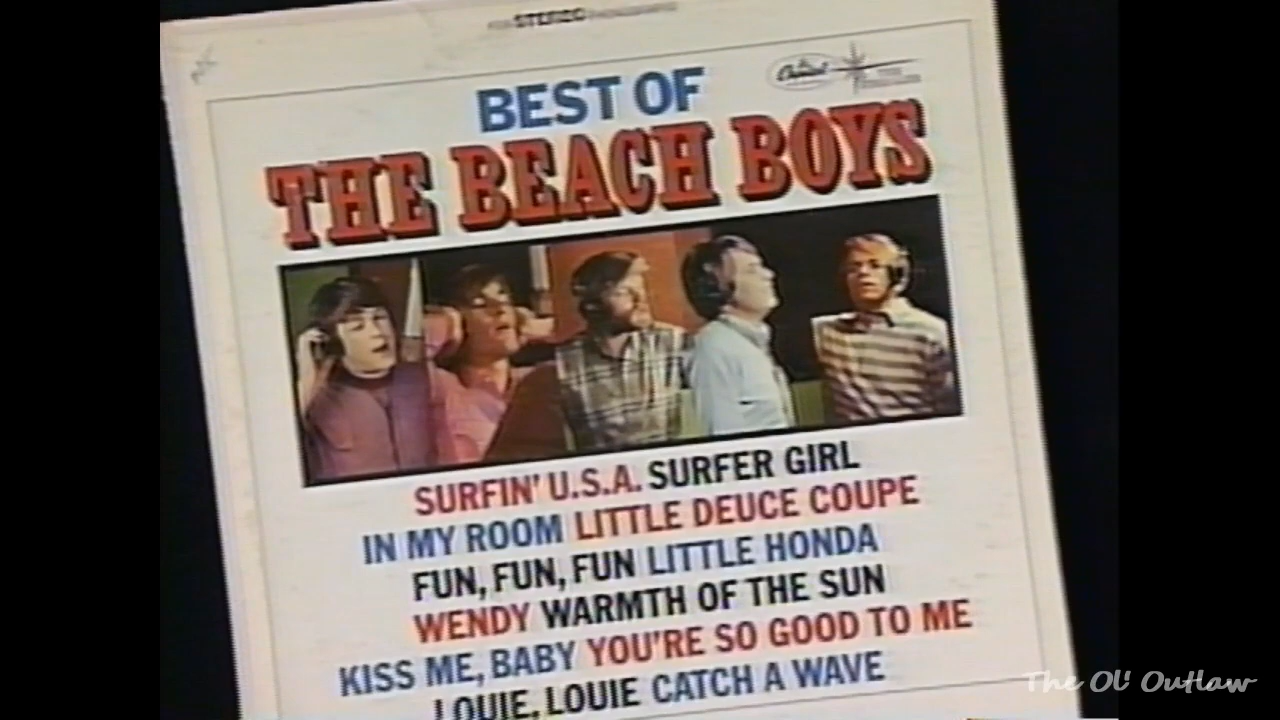 STEREO
Capitol
BEST OF
THE BEACH BOYS
SURFIN' U.S.A. SURFER GIRL
IN MY ROOM LITTLE DEUCE COUPE
FUN, FUN, FUN LITTLE HONDA
WENDY WARMTH OF THE SUN
KISS ME, BABY YOU'RE SO GOOD TO ME
LOUIE, LOUIE CATCH A WAVE
The Ol' Outlaw